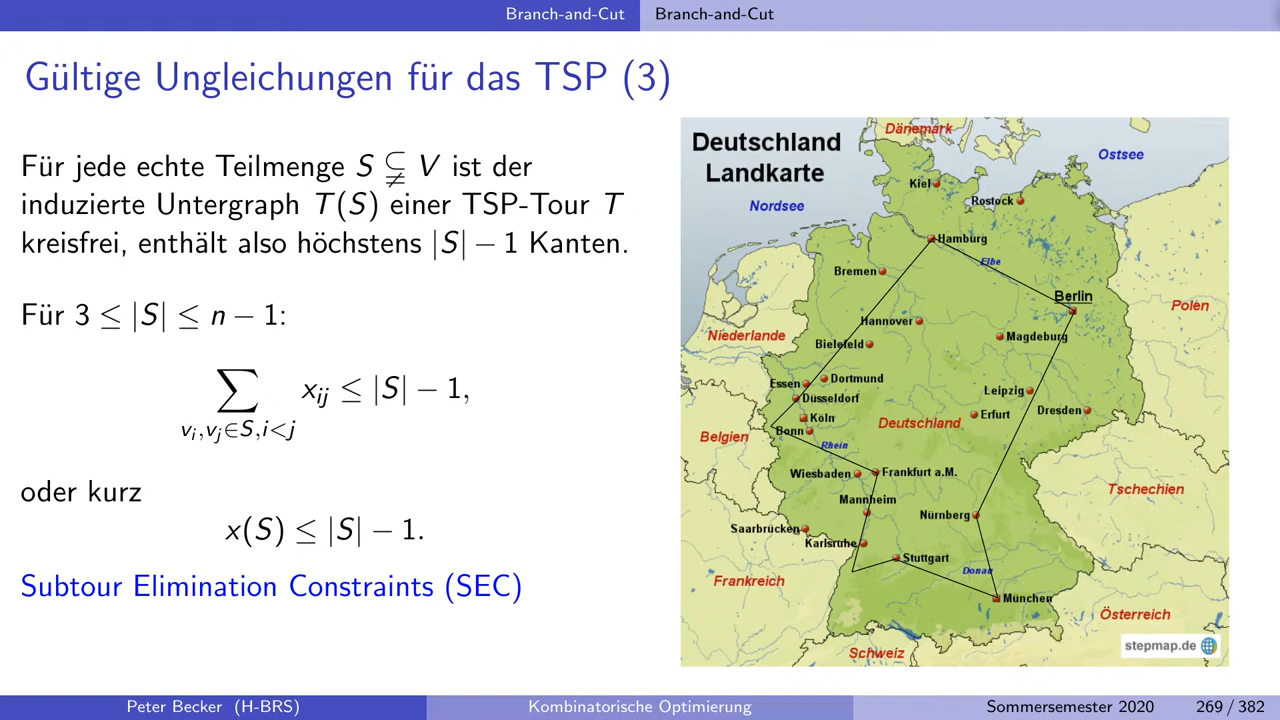 Branch-and-Cut Branch-and-Cut
Gültige Ungleichungen für das TSP (3)
Für jede echte Teilmenge S ⊊ V ist der
induzierte Untergraph T(S) einer TSP-Tour T
kreisfrei, enthält also höchstens |S| − 1 Kanten.
Für 3 ≤ |S| ≤ n − 1:
∑ x_ij ≤ |S| − 1,
v_i,v_j∈S,i<j
oder kurz
x(S) ≤ |S| − 1.
Subtour Elimination Constraints (SEC)
Deutschland
Landkarte
Dänemark
Ostsee
Nordsee
Kiel
Rostock
Hamburg
Elbe
Bremen
Berlin
Polen
Hannover
Niederlande
Bielefeld
Magdeburg
Essen
Dortmund
Düsseldorf
Leipzig
Köln
Erfurt
Dresden
Deutschland
Bonn
Belgien
Rhein
Wiesbaden
Frankfurt a.M.
Tschechien
Mannheim
Nürnberg
Saarbrücken
Karlsruhe
Stuttgart
Donau
Frankreich
München
Österreich
Schweiz
stepmap.de
Peter Becker (H-BRS) Kombinatorische Optimierung Sommersemester 2020 269 / 382